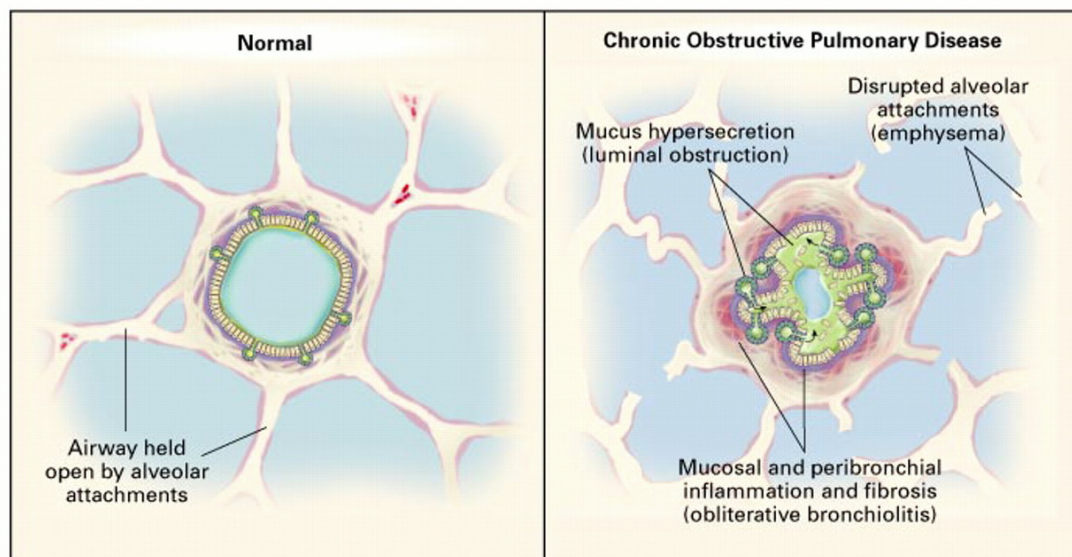 Normal
Airway held
open by alveolar
attachments
Chronic Obstructive Pulmonary Disease
Mucus hypersecretion
(luminal obstruction)
Disrupted alveolar
attachments
(emphysema)
Mucosal and peribronchial
inflammation and fibrosis
(obliterative bronchiolitis)